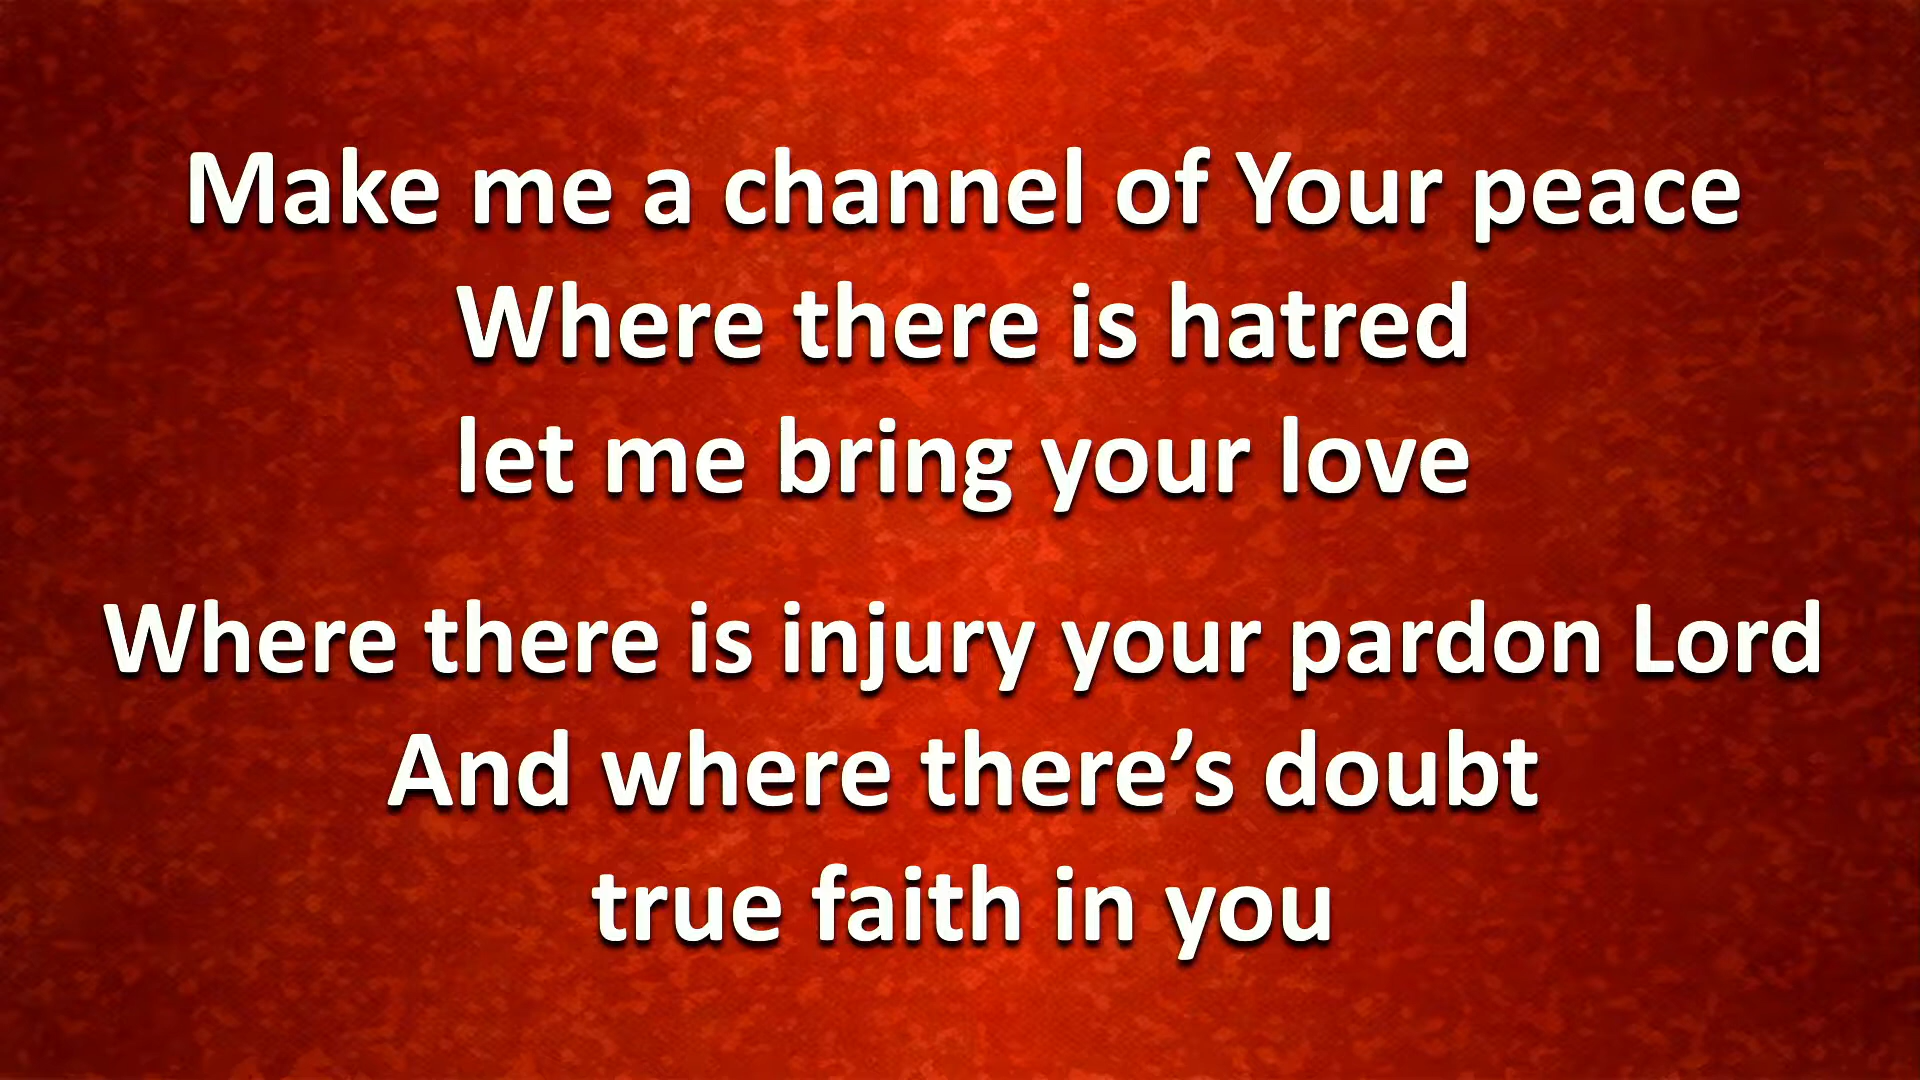 Make me a channel of Your peace
Where there is hatred
let me bring your love
Where there is injury your pardon Lord
And where there’s doubt
true faith in you